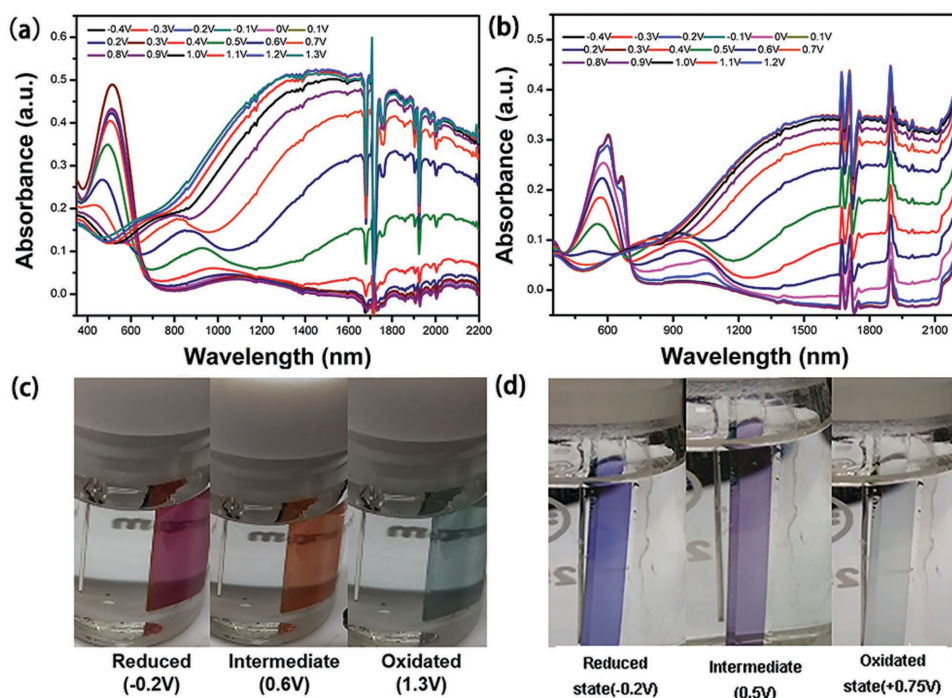 (a)
-0.4V -0.3V 0.2V -0.1V 0V 0.1V
0.2V 0.3V 0.4V 0.5V 0.6V 0.7V
0.8V 0.9V 1.0V 1.1V 1.2V 1.3V
Absorbance (a.u.)
0.6
0.5
0.4
0.3
0.2
0.1
0.0
400 600 800 1000 1200 1400 1600 1800 2000 2200
Wavelength (nm)
(b)
-0.4V -0.3V -0.2V -0.1V 0V 0.1V
0.2V 0.3V 0.4V 0.5V 0.6V 0.7V
0.8V 0.9V 1.0V 1.1V 1.2V
Absorbance (a.u.)
0.5
0.4
0.3
0.2
0.1
0.0
600 900 1200 1500 1800 2100
Wavelength (nm)
(c)
Reduced
(-0.2V)
Intermediate
(0.6V)
Oxidated
(1.3V)
(d)
Reduced
state(-0.2V)
Intermediate
(0.5V)
Oxidated
state(+0.75V)